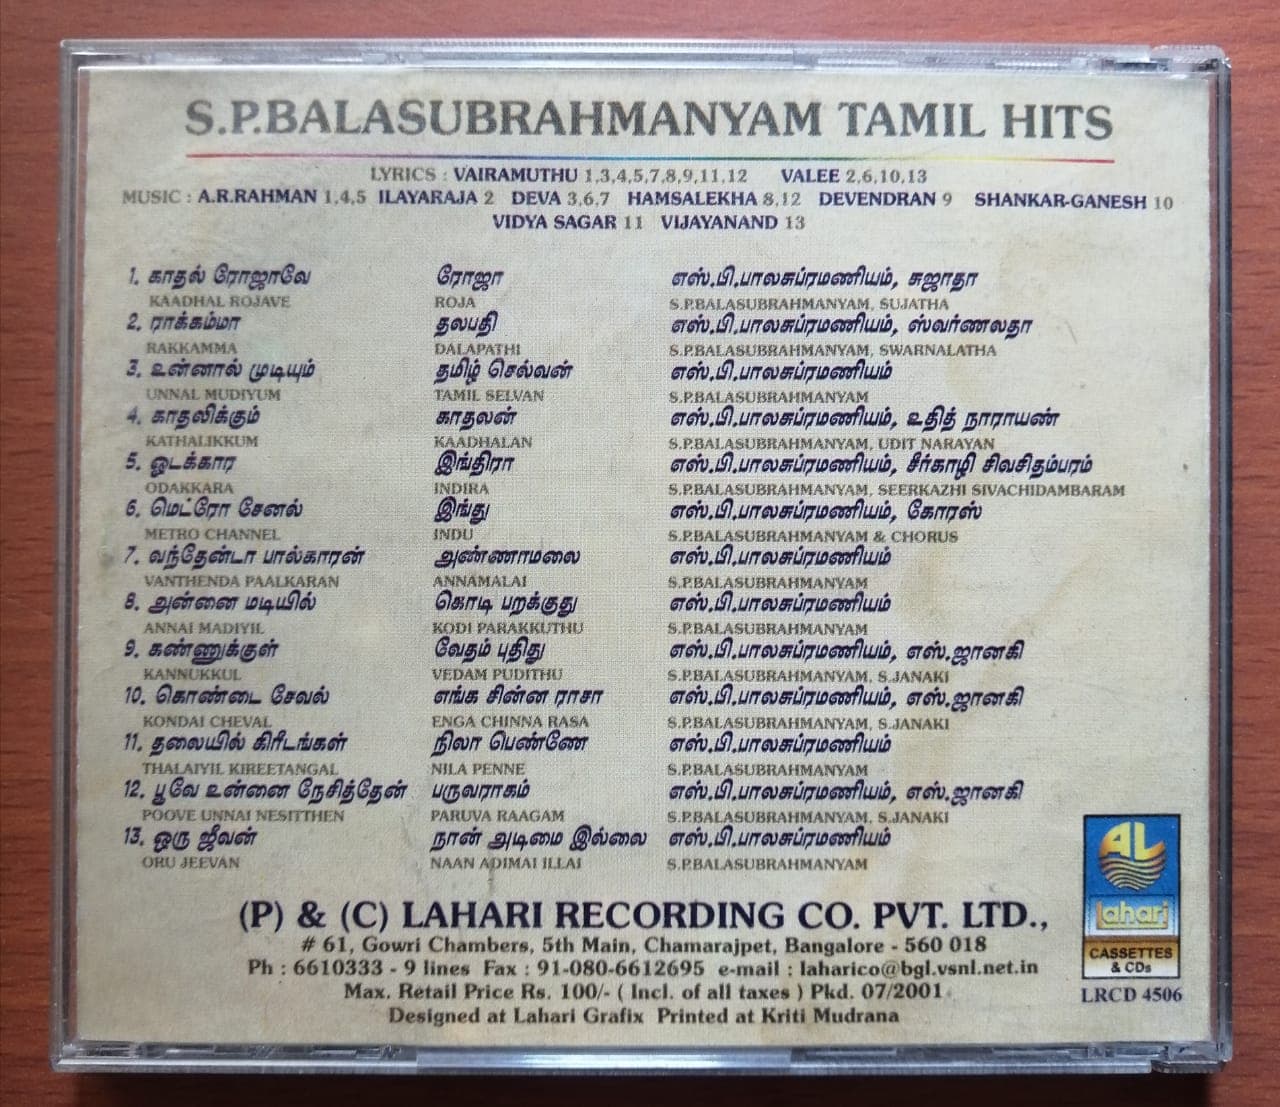 S.P.BALASUBRAHMANYAM TAMIL HITS
LYRICS : VAIRAMUTHU 1,3,4,5,7,8,9,11,12 VALEE 2,6,10,13
MUSIC : A.R.RAHMAN 1,4,5 ILAYARAJA 2 DEVA 3,6,7 HAMSALEKHA 8,12 DEVENDRAN 9 SHANKAR-GANESH 10
VIDYA SAGAR 11 VIJAYANAND 13
1. காதல் ரோஜாவே ரோஜா எஸ்.பி.பாலசுப்ரமணியம், சுஜாதா
KAADHAL ROJAVE ROJA S.P.BALASUBRAHMANYAM, SUJATHA
2. ராக்கம்மா தலபதி எஸ்.பி.பாலசுப்ரமணியம், ஸ்வர்ணலதா
RAKKAMMA DALAPATHI S.P.BALASUBRAHMANYAM, SWARNALATHA
3. உன்னால் முடியும் தமிழ் செல்வன் எஸ்.பி.பாலசுப்ரமணியம்
UNNAL MUDIYUM TAMIL SELVAN S.P.BALASUBRAHMANYAM
4. காதலிக்கும் காதலன் எஸ்.பி.பாலசுப்ரமணியம், உதித் நாராயண்
KATHALIKKUM KAADHALAN S.P.BALASUBRAHMANYAM, UDIT NARAYAN
5. ஓடக்கார இந்திரா எஸ்.பி.பாலசுப்ரமணியம், சீர்காழி சிவசிதம்பரம்
ODAKKARA INDIRA S.P.BALASUBRAHMANYAM, SEERKAZHI SIVACHIDAMBARAM
6. மெட்ரோ சேனல் இந்து எஸ்.பி.பாலசுப்ரமணியம், கோரஸ்
METRO CHANNEL INDU S.P.BALASUBRAHMANYAM & CHORUS
7. வந்தேன்டா பால்காரன் அண்ணாமலை எஸ்.பி.பாலசுப்ரமணியம்
VANTHENDA PAALKARAN ANNAMALAI S.P.BALASUBRAHMANYAM
8. அன்னை மடியில் கொடி பறக்குது எஸ்.பி.பாலசுப்ரமணியம்
ANNAI MADIYIL KODI PARAKKUTHU S.P.BALASUBRAHMANYAM
9. கண்ணுக்குள் வேதம் புதிது எஸ்.பி.பாலசுப்ரமணியம், எஸ்.ஜானகி
KANNUKKUL VEDAM PUDITHU S.P.BALASUBRAHMANYAM, S.JANAKI
10. கொண்டை சேவல் எங்க சின்ன ராசா எஸ்.பி.பாலசுப்ரமணியம், எஸ்.ஜானகி
KONDAI CHEVAL ENGA CHINNA RASA S.P.BALASUBRAHMANYAM, S.JANAKI
11. தலையில் கிரீடங்கள் நிலா பெண்ணே எஸ்.பி.பாலசுப்ரமணியம்
THALAIYIL KIREETANGAL NILA PENNE S.P.BALASUBRAHMANYAM
12. பூவே உன்னை நேசித்தேன் பருவராகம் எஸ்.பி.பாலசுப்ரமணியம், எஸ்.ஜானகி
POOVE UNNAI NESITTHEN PARUVA RAAGAM S.P.BALASUBRAHMANYAM, S.JANAKI
13. ஒரு ஜீவன் நான் அடிமை இல்லை எஸ்.பி.பாலசுப்ரமணியம்
ORU JEEVAN NAAN ADIMAI ILLAI S.P.BALASUBRAHMANYAM
(P) & (C) LAHARI RECORDING CO. PVT. LTD.,
# 61, Gowri Chambers, 5th Main, Chamarajpet, Bangalore - 560 018
Ph : 6610333 - 9 lines Fax : 91-080-6612695 e-mail : laharico@bgl.vsnl.net.in
Max. Retail Price Rs. 100/- ( Incl. of all taxes ) Pkd. 07/2001
Designed at Lahari Grafix Printed at Kriti Mudrana
AL
lahari
CASSETTES
& CDs
LRCD 4506